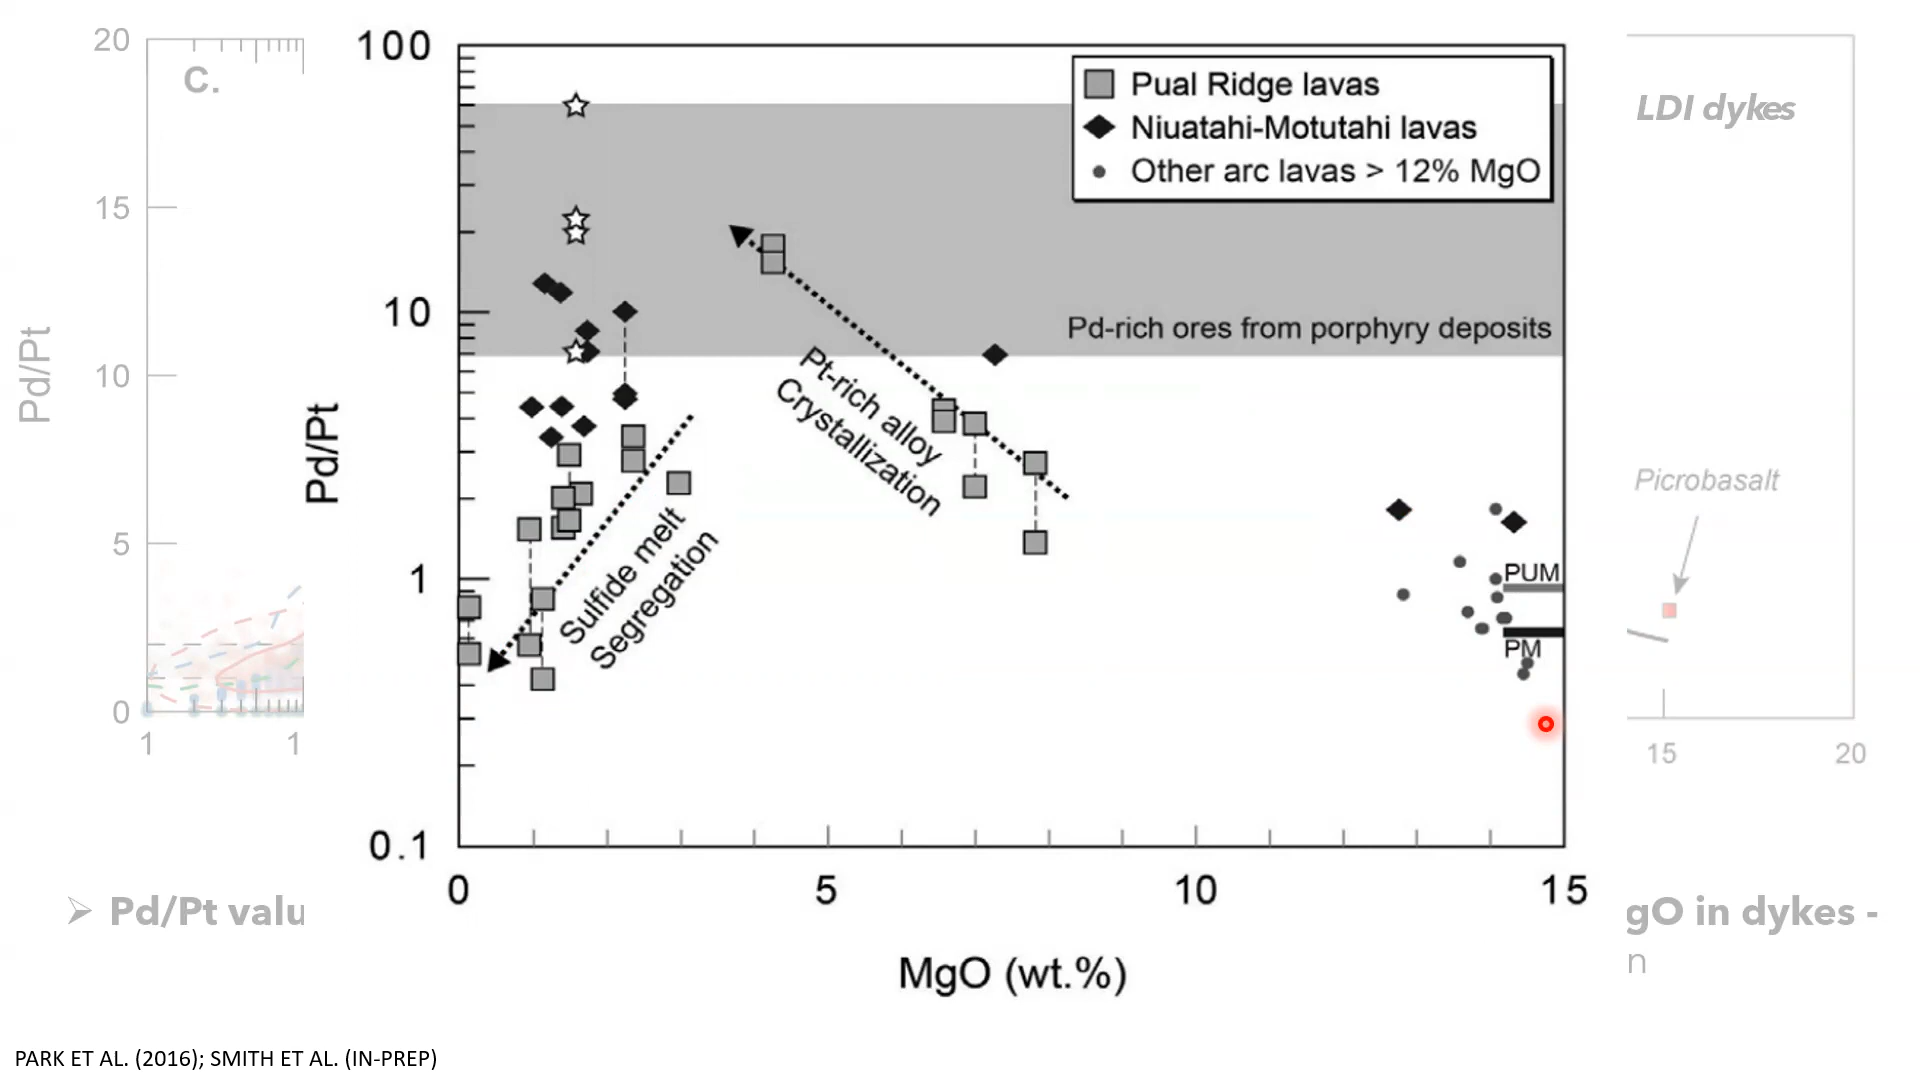 20
15
10
5
0
1
1
C.
Pd/Pt
100
10
1
0.1
Pd/Pt
Pual Ridge lavas
Niuatahi-Motutahi lavas
Other arc lavas > 12% MgO
Pd-rich ores from porphyry deposits
Pt-rich alloy
Crystallization
Sulfide melt
Segregation
PUM
PM
0
5
10
15
MgO (wt.%)
LDI dykes
Picrobasalt
15
20
➢ Pd/Pt valu
gO in dykes -
n
PARK ET AL. (2016); SMITH ET AL. (IN-PREP)